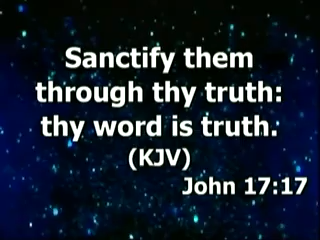 Sanctify them
through thy truth:
thy word is truth.
(KJV)
John 17:17